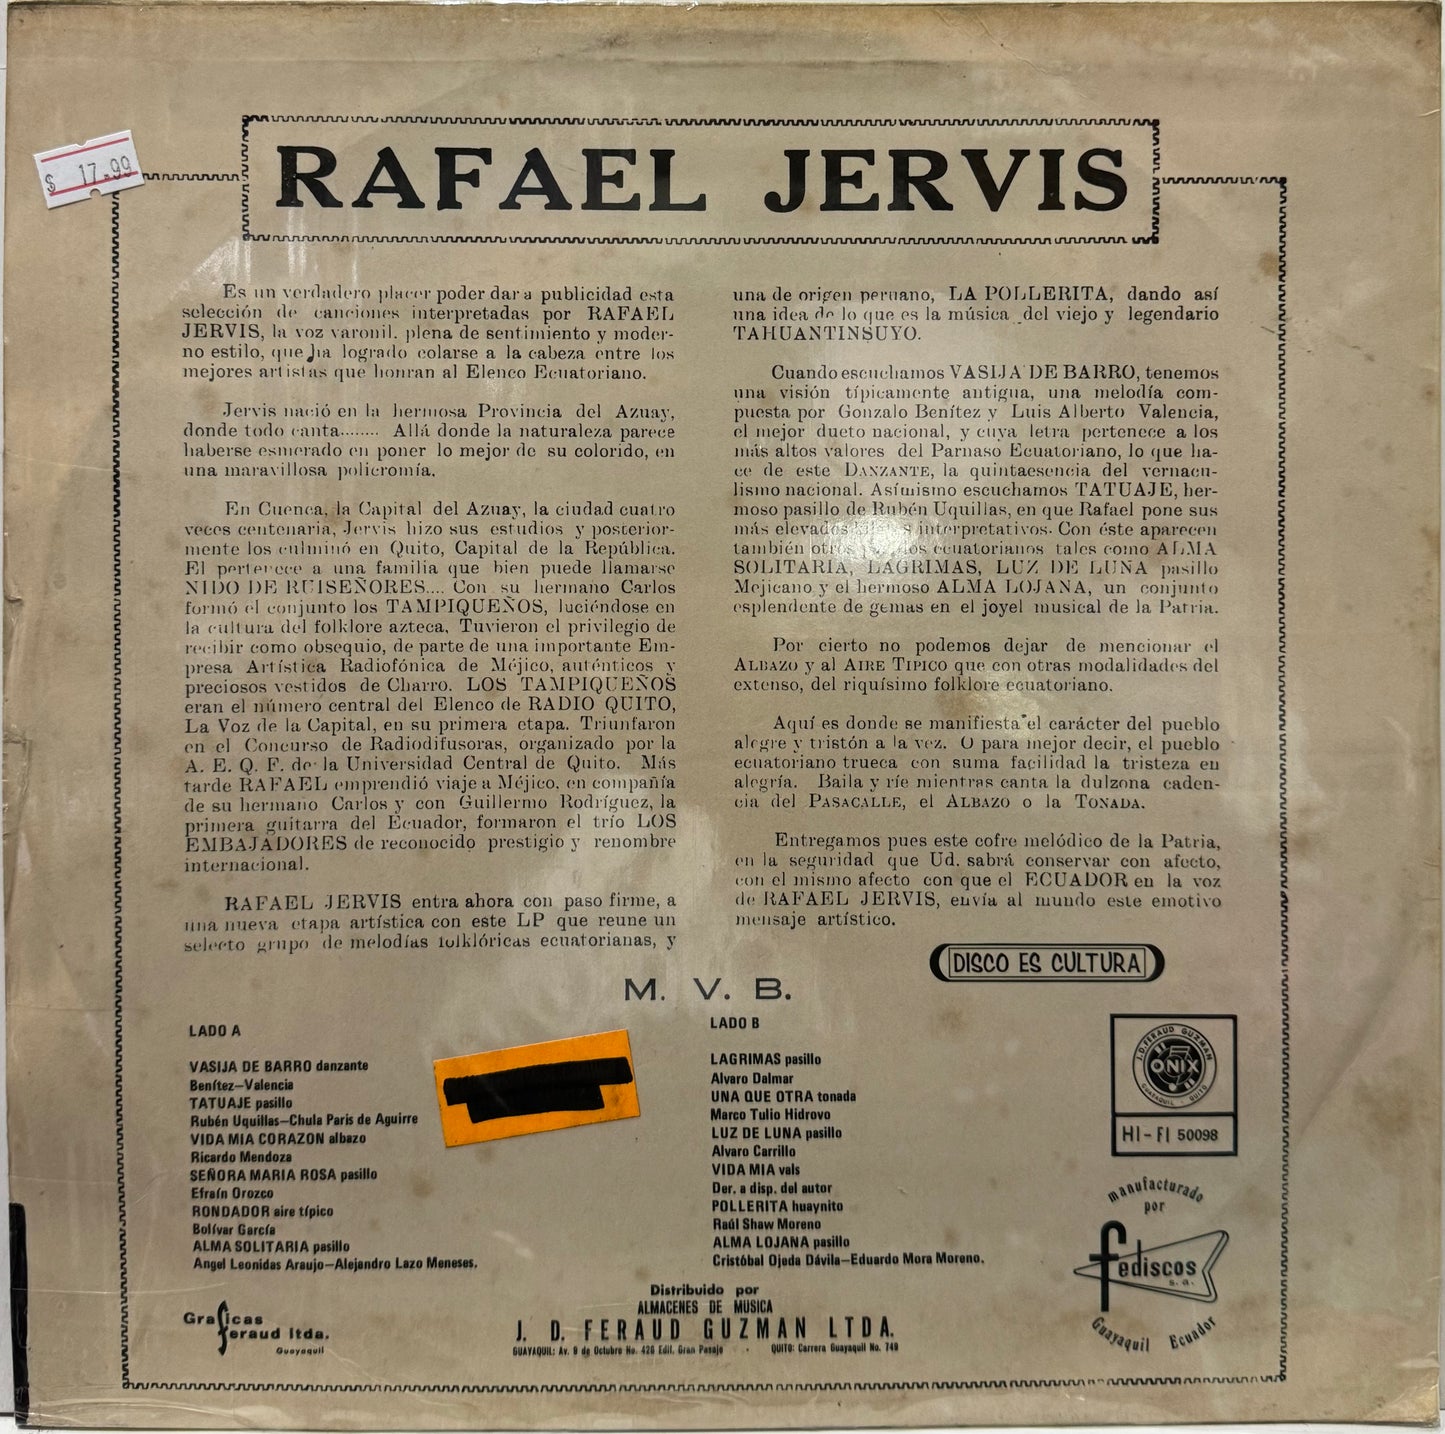 $ 17.99
RAFAEL JERVIS
Es un verdadero placer poder dar a publicidad esta
selección de canciones interpretadas por RAFAEL
JERVIS, la voz varonil, plena de sentimiento y moder-
no estilo, que ha logrado colarse a la cabeza entre los
mejores artistas que honran al Elenco Ecuatoriano.
Jervis nació en la hermosa Provincia del Azuay,
donde todo canta........ Allá donde la naturaleza parece
haberse esmerado en poner lo mejor de su colorido, en
una maravillosa policromía.
En Cuenca, la Capital del Azuay, la ciudad cuatro
veces centenaria, Jervis hizo sus estudios y posterior-
mente los culminó en Quito, Capital de la República.
El pertenece a una familia que bien puede llamarse
NIDO DE RUISEÑORES.... Con su hermano Carlos
formó el conjunto los TAMPIQUEÑOS, luciéndose en
la cultura del folklore azteca. Tuvieron el privilegio de
recibir como obsequio, de parte de una importante Em-
presa Artística Radiofónica de Méjico, auténticos y
preciosos vestidos de Charro. LOS TAMPIQUEÑOS
eran el número central del Elenco de RADIO QUITO,
La Voz de la Capital, en su primera etapa. Triunfaron
en el Concurso de Radiodifusoras, organizado por la
A. E. Q. F. de la Universidad Central de Quito. Más
tarde RAFAEL emprendió viaje a Méjico, en compañía
de su hermano Carlos y con Guillermo Rodríguez, la
primera guitarra del Ecuador, formaron el trío LOS
EMBAJADORES de reconocido prestigio y renombre
internacional.
RAFAEL JERVIS entra ahora con paso firme, a
una nueva etapa artística con este LP que reune un
selecto grupo de melodías folklóricas ecuatorianas, y
una de origen peruano, LA POLLERITA, dando así
una idea de lo que es la música del viejo y legendario
TAHUANTINSUYO.
Cuando escuchamos VASIJA DE BARRO, tenemos
una visión típicamente antigua, una melodía com-
puesta por Gonzalo Benítez y Luis Alberto Valencia,
el mejor dueto nacional, y cuya letra pertenece a los
más altos valores del Parnaso Ecuatoriano, lo que ha-
ce de este DANZANTE, la quintaesencia del vernacu-
lismo nacional. Asímismo escuchamos TATUAJE, her-
moso pasillo de Rubén Uquillas, en que Rafael pone sus
más elevados interpretativos. Con éste aparecen
también otros ecuatorianos tales como ALMA
SOLITARIA, LAGRIMAS, LUZ DE LUNA pasillo
Mejicano y el hermoso ALMA LOJANA, un conjunto
esplendente de gemas en el joyel musical de la Patria.
Por cierto no podemos dejar de mencionar el
ALBAZO y al AIRE TIPICO que con otras modalidades del
extenso, del riquísimo folklore ecuatoriano.
Aquí es donde se manifiesta el carácter del pueblo
alegre y tristón a la vez. O para mejor decir, el pueblo
ecuatoriano trueca con suma facilidad la tristeza en
alegría. Baila y ríe mientras canta la dulzona caden-
cia del PASACALLE, el ALBAZO o la TONADA.
Entregamos pues este cofre melódico de la Patria,
en la seguridad que Ud. sabrá conservar con afecto,
con el mismo afecto con que el ECUADOR en la voz
de RAFAEL JERVIS, envía al mundo este emotivo
mensaje artístico.
DISCO ES CULTURA
M. V. B.
LADO A
VASIJA DE BARRO danzante
Benítez—Valencia
TATUAJE pasillo
Rubén Uquillas—Chula Paris de Aguirre
VIDA MIA CORAZON albazo
Ricardo Mendoza
SEÑORA MARIA ROSA pasillo
Efraín Orozco
RONDADOR aire típico
Bolívar García
ALMA SOLITARIA pasillo
Angel Leonidas Araujo—Alejandro Lazo Meneses.
LADO B
LAGRIMAS pasillo
Alvaro Dalmar
UNA QUE OTRA tonada
Marco Tulio Hidrovo
LUZ DE LUNA pasillo
Alvaro Carrillo
VIDA MIA vals
Der. a disp. del autor
POLLERITA huaynito
Raúl Shaw Moreno
ALMA LOJANA pasillo
Cristóbal Ojeda Dávila—Eduardo Mora Moreno.
J.D. FERAUD GUZMAN
ONIX
GUAYAQUIL - QUITO
HI - FI 50098
manufacturado
por
fediscos
s.a.
Guayaquil Ecuador
Graficas
feraud ltda.
Guayaquil
Distribuido por
ALMACENES DE MUSICA
J. D. FERAUD GUZMAN LTDA.
GUAYAQUIL: Av. 9 de Octubre No. 426 Edif. Gran Pasaje - QUITO: Carrera Guayaquil No. 749